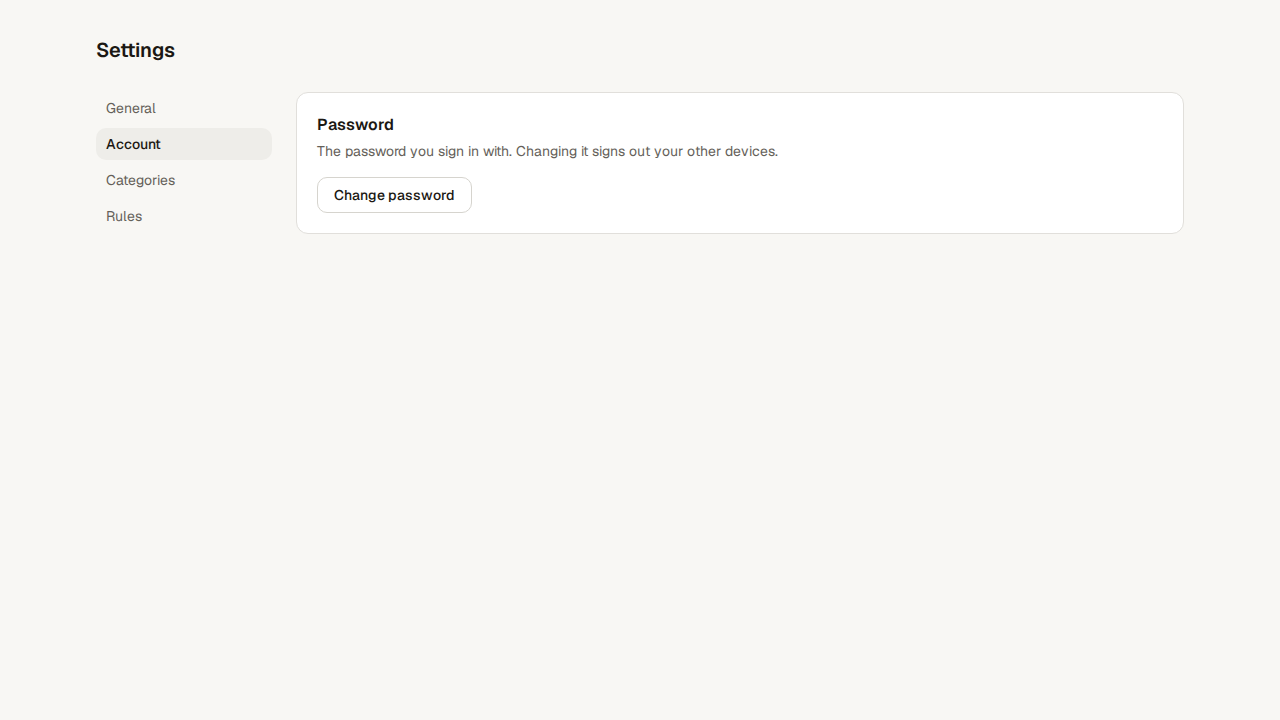 Settings
General
Account
Categories
Rules
Password
The password you sign in with. Changing it signs out your other devices.
Change password